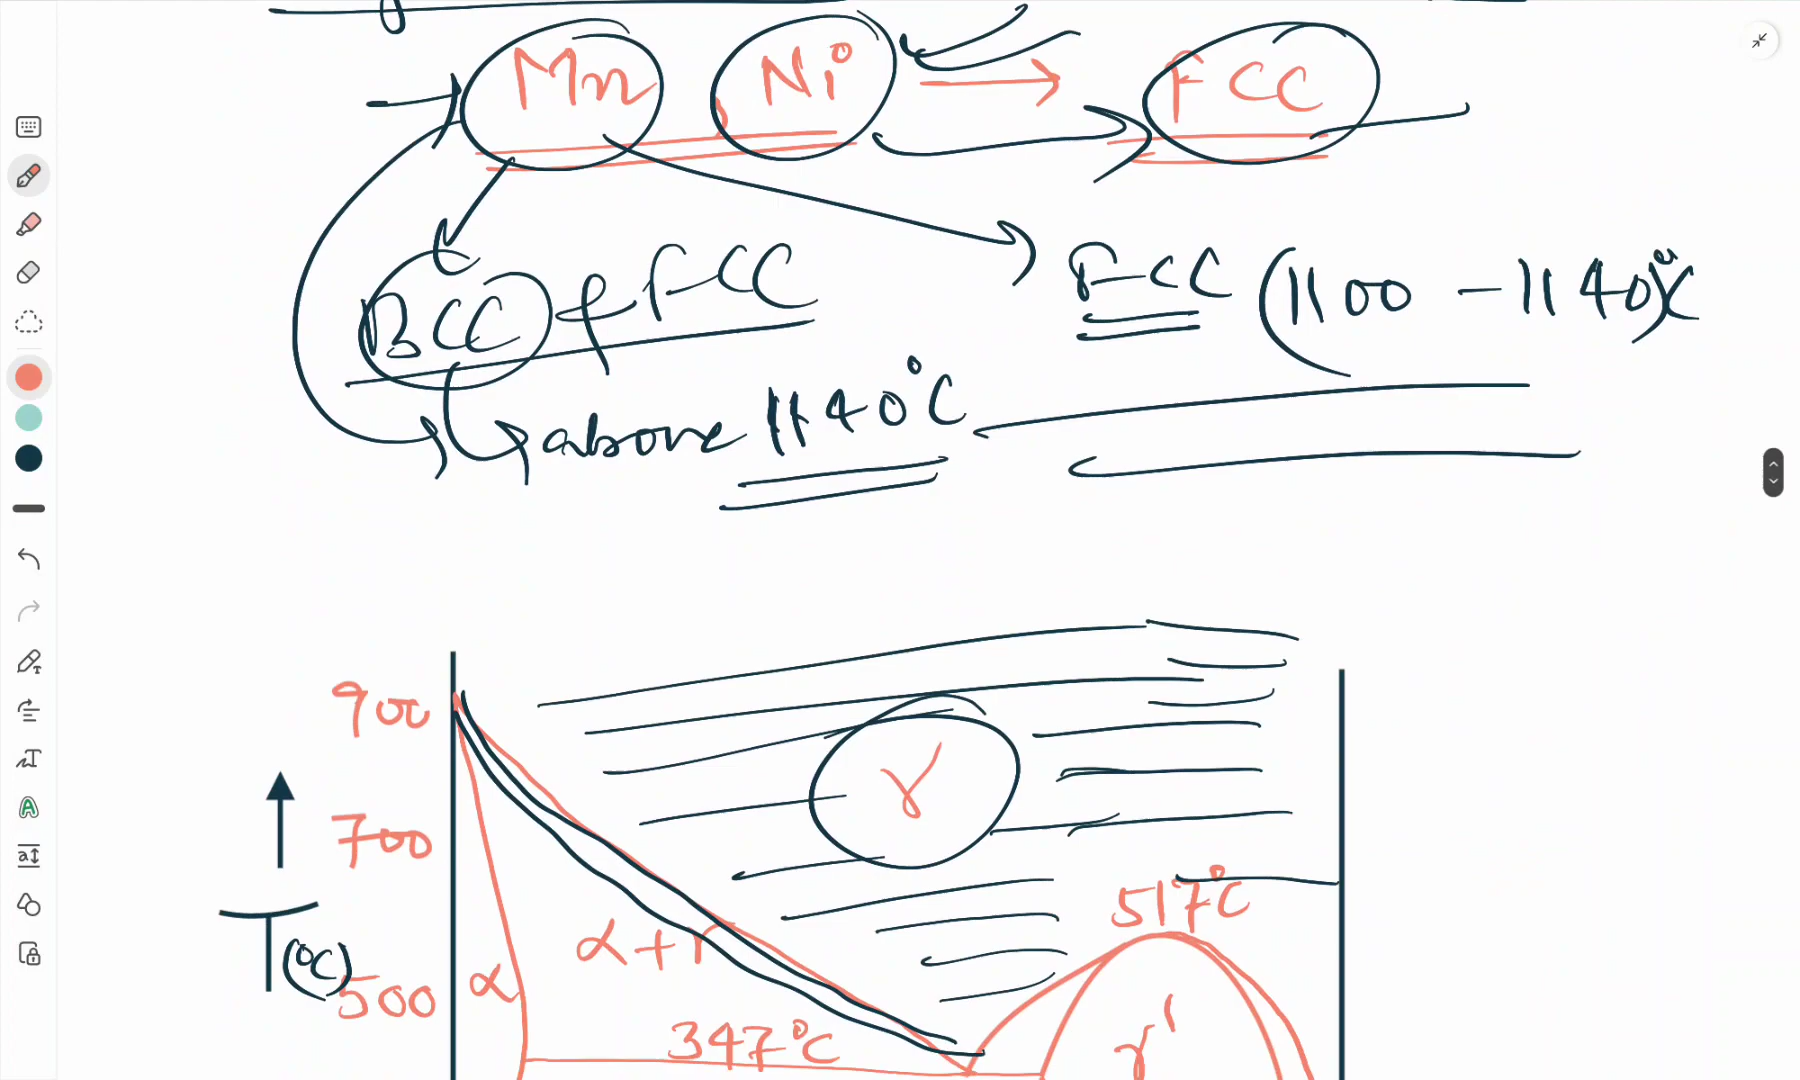 Mn Ni FCC
BCC & FCC FCC (1100 - 1140)°C
above 1140°C
900
γ
700
517°C
α+γ
T(°C)
α
500
347°C
γ'